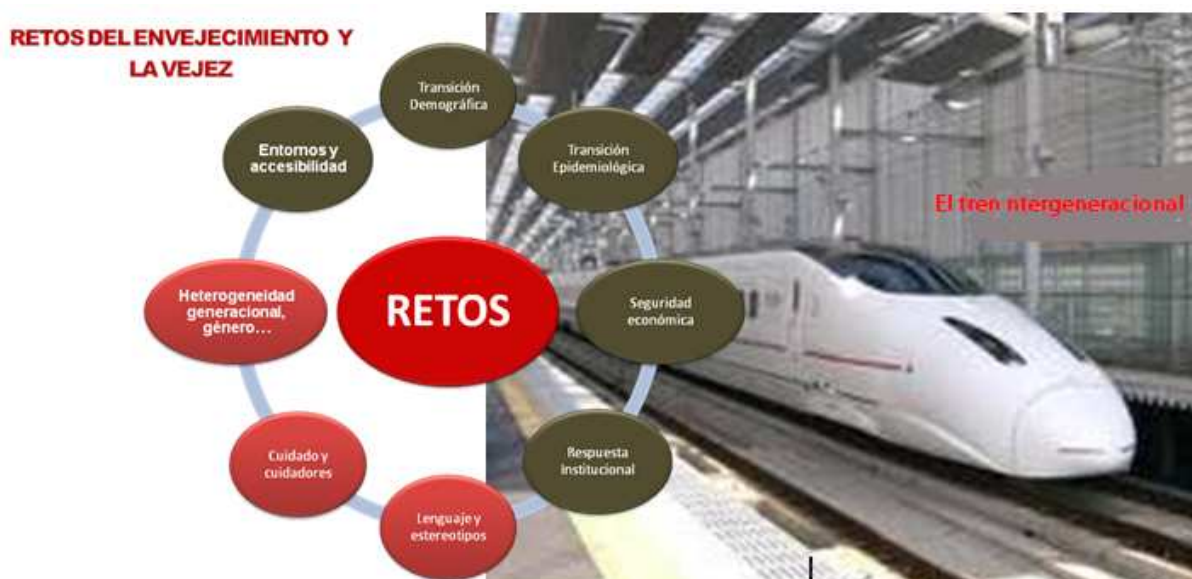 RETOS DEL ENVEJECIMIENTO Y
LA VEJEZ
Transición
Demográfica
Transición
Epidemiológica
Seguridad
económica
Respuesta
institucional
Lenguaje y
estereotipos
Cuidado y
cuidadores
Heterogeneidad
generacional,
género...
Entornos y
accesibilidad
RETOS
El tren ntergeneracional